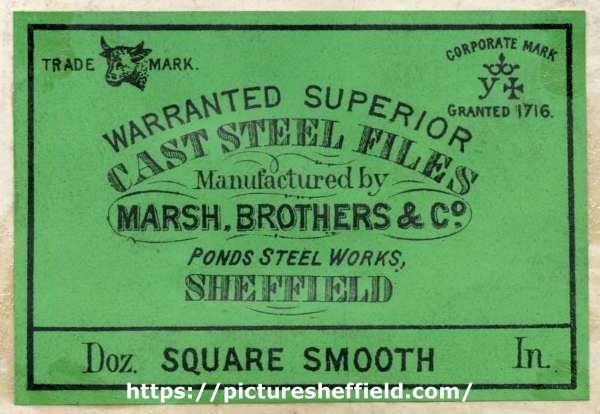 TRADE MARK.
CORPORATE MARK
GRANTED 1716.
WARRANTED SUPERIOR
CAST STEEL FILES
Manufactured by
MARSH, BROTHERS & Co.
PONDS STEEL WORKS,
SHEFFIELD
Doz. SQUARE SMOOTH In.
https://picturesheffield.com/